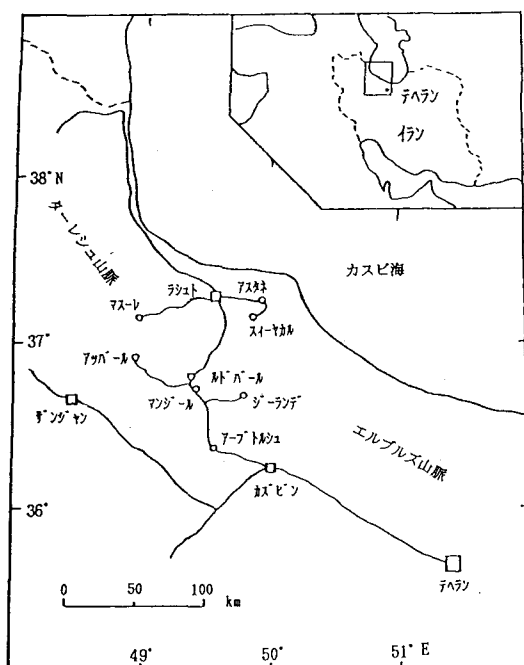 テヘラン
イラン
38°N
ターレシュ山脈
カスピ海
ラシュト
アスタネ
マスーレ
スィーヤカル
37°
アッバール
ルドバール
マンジール
ジーランデ
ザンジャン
アーブトルシュ
エルブルズ山脈
カズビン
36°
テヘラン
0 50 100
km
49° 50° 51° E